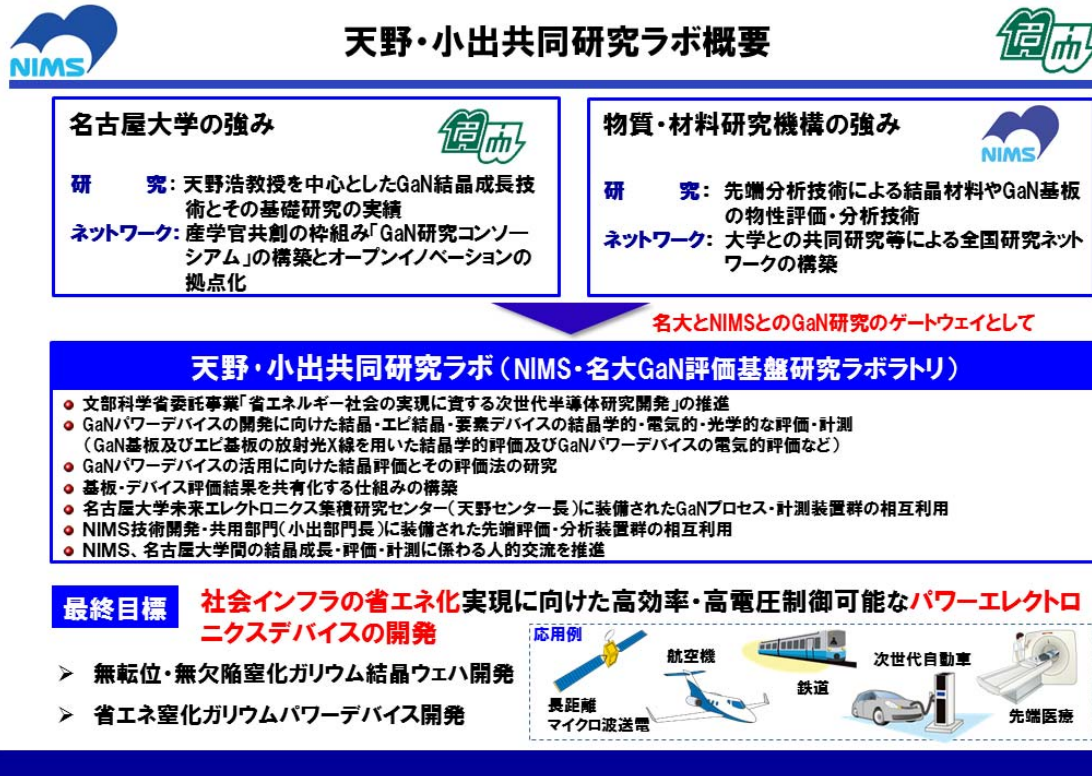 NIMS
天野・小出共同研究ラボ概要
名大
名古屋大学の強み
名大
研　究：天野浩教授を中心としたGaN結晶成長技
術とその基礎研究の実績
ネットワーク：産学官共創の枠組み「GaN研究コンソー
シアム」の構築とオープンイノベーションの
拠点化
物質・材料研究機構の強み
NIMS
研　究：先端分析技術による結晶材料やGaN基板
の物性評価・分析技術
ネットワーク：大学との共同研究等による全国研究ネット
ワークの構築
名大とNIMSとのGaN研究のゲートウェイとして
天野・小出共同研究ラボ（NIMS・名大GaN評価基盤研究ラボラトリ）
文部科学省委託事業「省エネルギー社会の実現に資する次世代半導体研究開発」の推進
GaNパワーデバイスの開発に向けた結晶・エピ結晶・要素デバイスの結晶学的・電気的・光学的な評価・計測
（GaN基板及びエピ基板の放射光X線を用いた結晶学的評価及びGaNパワーデバイスの電気的評価など）
GaNパワーデバイスの活用に向けた結晶評価とその評価法の研究
基板・デバイス評価結果を共有化する仕組みの構築
名古屋大学未来エレクトロニクス集積研究センター（天野センター長）に装備されたGaNプロセス・計測装置群の相互利用
NIMS技術開発・共用部門（小出部門長）に装備された先端評価・分析装置群の相互利用
NIMS、名古屋大学間の結晶成長・評価・計測に係わる人的交流を推進
最終目標
社会インフラの省エネ化実現に向けた高効率・高電圧制御可能なパワーエレクトロ
ニクスデバイスの開発
➢ 無転位・無欠陥窒化ガリウム結晶ウェハ開発
➢ 省エネ窒化ガリウムパワーデバイス開発
応用例
長距離
マイクロ波送電
航空機
鉄道
次世代自動車
先端医療